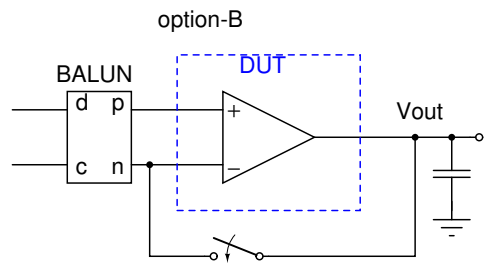 option-B
DUT
BALUN
d p
c n
+
−
Vout